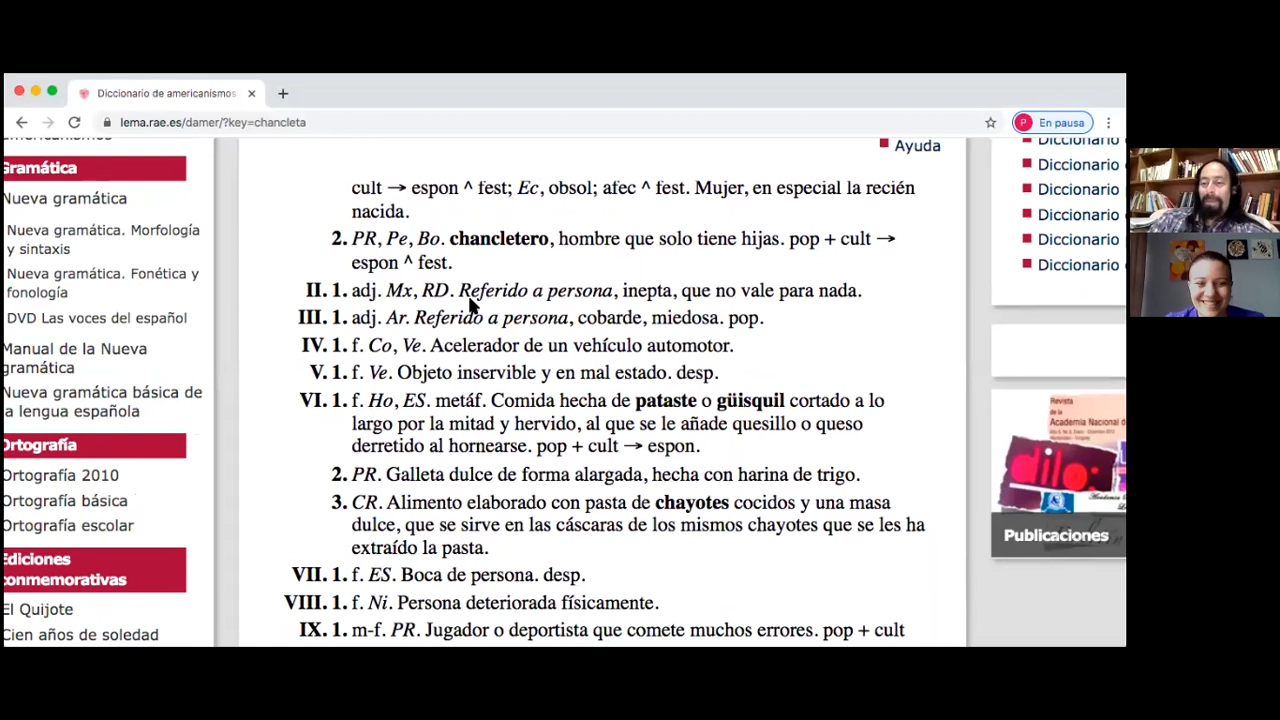 Diccionario de americanismos
lema.rae.es/damer/?key=chancleta
P En pausa
americanismos
Gramática
Nueva gramática
Nueva gramática. Morfología
y sintaxis
Nueva gramática. Fonética y
fonología
DVD Las voces del español
Manual de la Nueva
gramática
Nueva gramática básica de
la lengua española
Ortografía
Ortografía 2010
Ortografía básica
Ortografía escolar
Ediciones
conmemorativas
El Quijote
Cien años de soledad
Ayuda
cult → espon ^ fest; Ec, obsol; afec ^ fest. Mujer, en especial la recién
nacida.
2. PR, Pe, Bo. chancletero, hombre que solo tiene hijas. pop + cult →
espon ^ fest.
II. 1. adj. Mx, RD. Referido a persona, inepta, que no vale para nada.
III. 1. adj. Ar. Referido a persona, cobarde, miedosa. pop.
IV. 1. f. Co, Ve. Acelerador de un vehículo automotor.
V. 1. f. Ve. Objeto inservible y en mal estado. desp.
VI. 1. f. Ho, ES. metáf. Comida hecha de pataste o güisquil cortado a lo
largo por la mitad y hervido, al que se le añade quesillo o queso
derretido al hornearse. pop + cult → espon.
2. PR. Galleta dulce de forma alargada, hecha con harina de trigo.
3. CR. Alimento elaborado con pasta de chayotes cocidos y una masa
dulce, que se sirve en las cáscaras de los mismos chayotes que se les ha
extraído la pasta.
VII. 1. f. ES. Boca de persona. desp.
VIII. 1. f. Ni. Persona deteriorada físicamente.
IX. 1. m-f. PR. Jugador o deportista que comete muchos errores. pop + cult
Diccionario
Diccionario
Diccionario
Diccionario
Diccionario
Diccionario
Revista
de la
Academia Nacional d
dilo:
Publicaciones